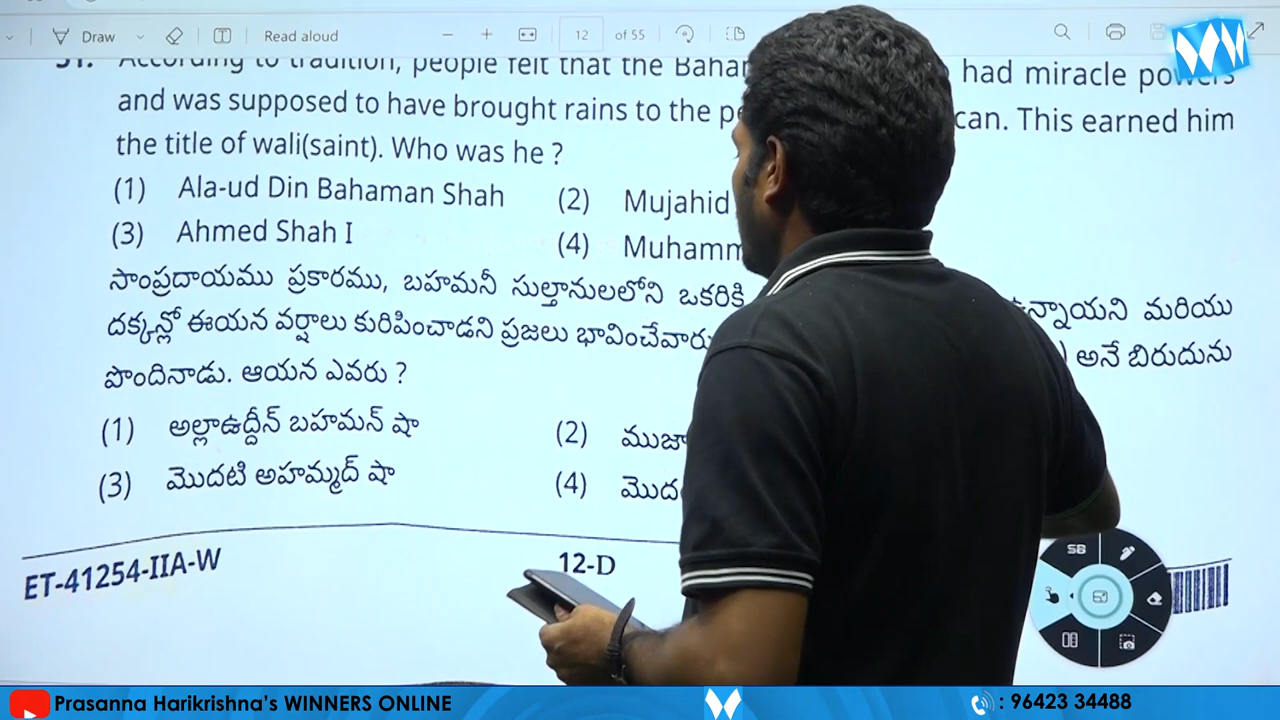 Draw Read aloud 12 of 55
According to tradition, people felt that the had miracle powers
and was supposed to have brought rains to the can. This earned him
the title of wali(saint). Who was he ?
(1) Ala-ud Din Bahaman Shah (2) Mujahid
(3) Ahmed Shah I (4)
సాంప్రదాయము ప్రకారము, బహమనీ సుల్తానులలోని ఒకరికి ఉన్నాయని మరియు
దక్కన్లో ఈయన వర్షాలు కురిపించాడని ప్రజలు భావించేవారు ) అనే బిరుదును
పొందినాడు. ఆయన ఎవరు ?
(1) అల్లాఉద్దీన్ బహమన్ షా (2)
(3) మొదటి అహమ్మద్ షా (4)
ET-41254-IIA-W 12-D
SB
Prasanna Harikrishna's WINNERS ONLINE : 96423 34488